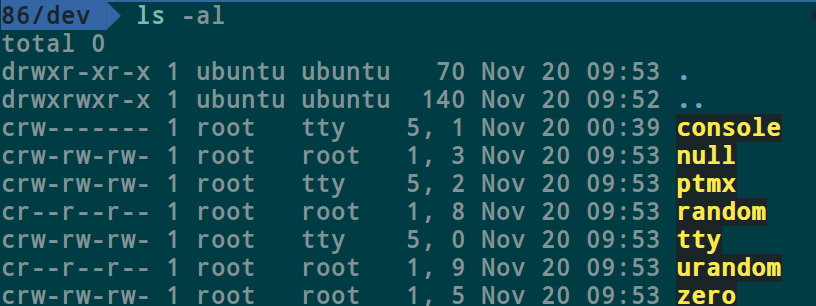 86/dev ls -al
total 0
drwxr-xr-x 1 ubuntu ubuntu 70 Nov 20 09:53 .
drwxrwxr-x 1 ubuntu ubuntu 140 Nov 20 09:52 ..
crw------- 1 root tty 5, 1 Nov 20 00:39 console
crw-rw-rw- 1 root root 1, 3 Nov 20 09:53 null
crw-rw-rw- 1 root tty 5, 2 Nov 20 09:53 ptmx
cr--r--r-- 1 root root 1, 8 Nov 20 09:53 random
crw-rw-rw- 1 root tty 5, 0 Nov 20 09:53 tty
cr--r--r-- 1 root root 1, 9 Nov 20 09:53 urandom
crw-rw-rw- 1 root root 1, 5 Nov 20 09:53 zero